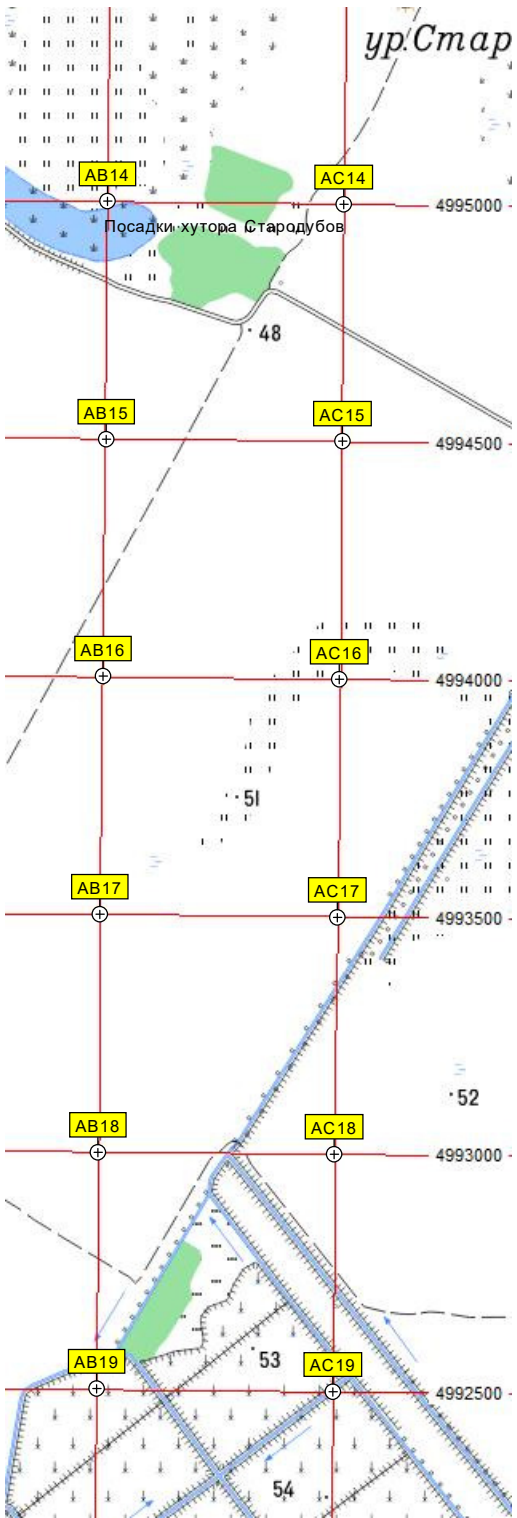 ур.Стар
AB14
AC14
4995000
Посадки хутора Стародубов
48
AB15
AC15
4994500
AB16
AC16
4994000
51
AB17
AC17
4993500
52
AB18
AC18
4993000
AB19
53
AC19
4992500
54